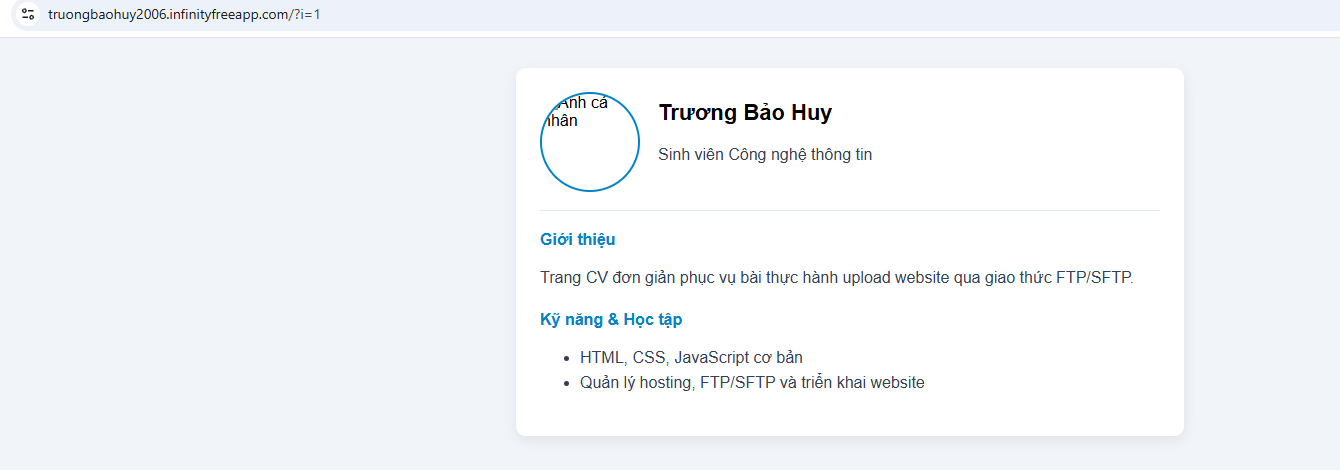 truongbaohuy2006.infinityfreeapp.com/?i=1
Ảnh cá
nhân
Trương Bảo Huy
Sinh viên Công nghệ thông tin
Giới thiệu
Trang CV đơn giản phục vụ bài thực hành upload website qua giao thức FTP/SFTP.
Kỹ năng & Học tập
HTML, CSS, JavaScript cơ bản
Quản lý hosting, FTP/SFTP và triển khai website